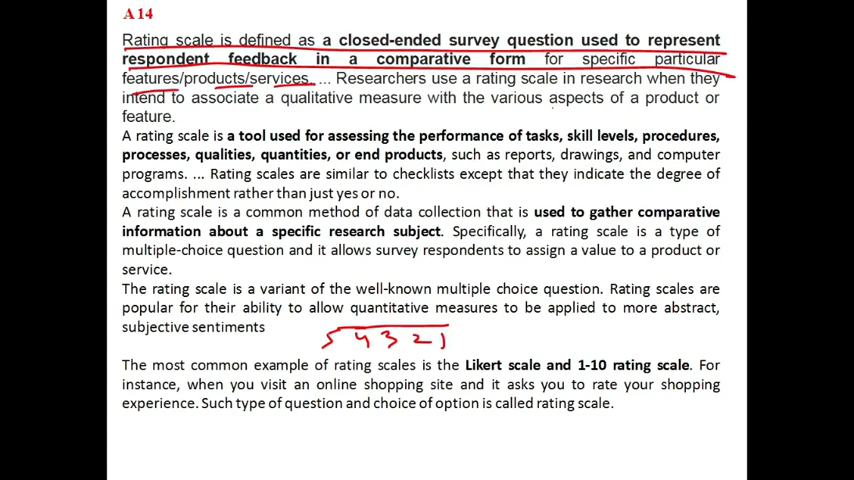 A 14
Rating scale is defined as a closed-ended survey question used to represent
respondent feedback in a comparative form for specific particular
features/products/services. ... Researchers use a rating scale in research when they
intend to associate a qualitative measure with the various aspects of a product or
feature.
A rating scale is a tool used for assessing the performance of tasks, skill levels, procedures,
processes, qualities, quantities, or end products, such as reports, drawings, and computer
programs. ... Rating scales are similar to checklists except that they indicate the degree of
accomplishment rather than just yes or no.
A rating scale is a common method of data collection that is used to gather comparative
information about a specific research subject. Specifically, a rating scale is a type of
multiple-choice question and it allows survey respondents to assign a value to a product or
service.
The rating scale is a variant of the well-known multiple choice question. Rating scales are
popular for their ability to allow quantitative measures to be applied to more abstract,
subjective sentiments
5 4 3 2 1
The most common example of rating scales is the Likert scale and 1-10 rating scale. For
instance, when you visit an online shopping site and it asks you to rate your shopping
experience. Such type of question and choice of option is called rating scale.